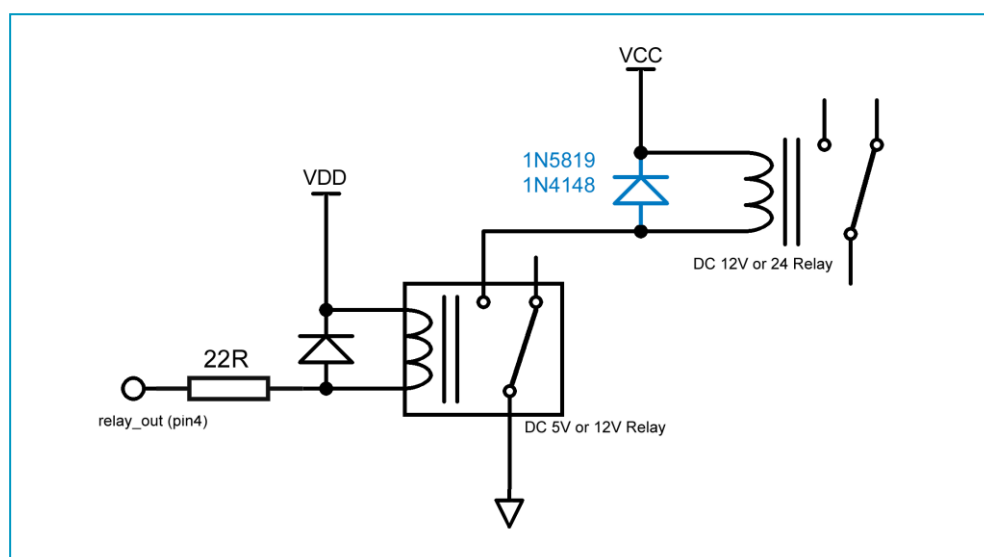 VCC
1N5819
1N4148
VDD
DC 12V or 24 Relay
22R
relay_out (pin4)
DC 5V or 12V Relay